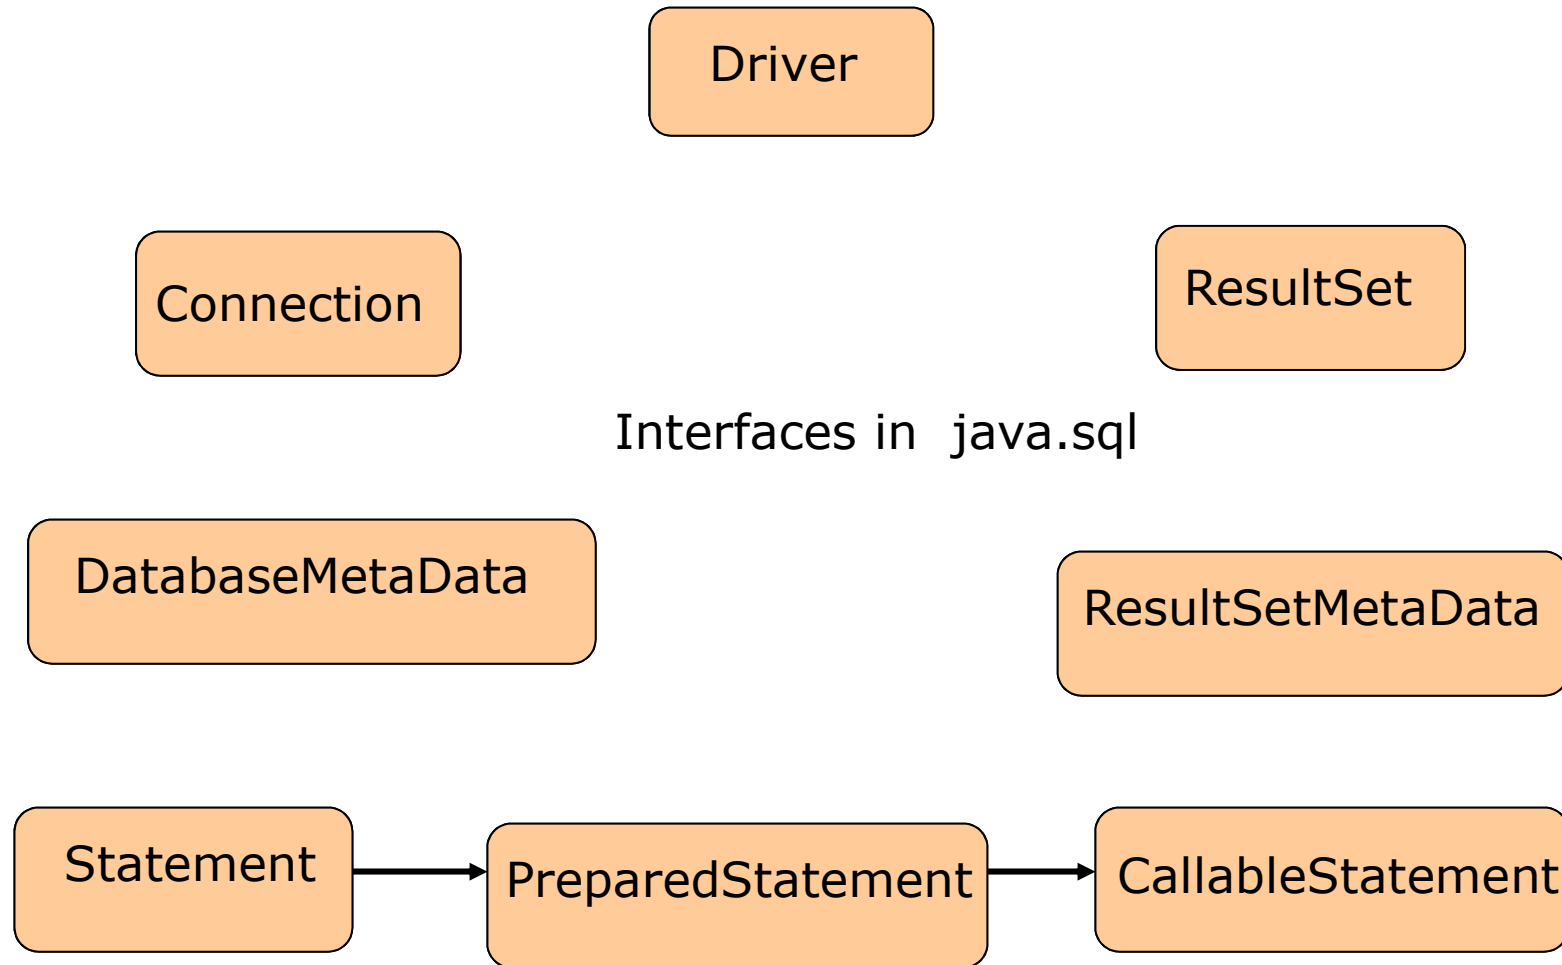 Driver
Connection
ResultSet
Interfaces in java.sql
DatabaseMetaData
ResultSetMetaData
Statement
PreparedStatement
CallableStatement